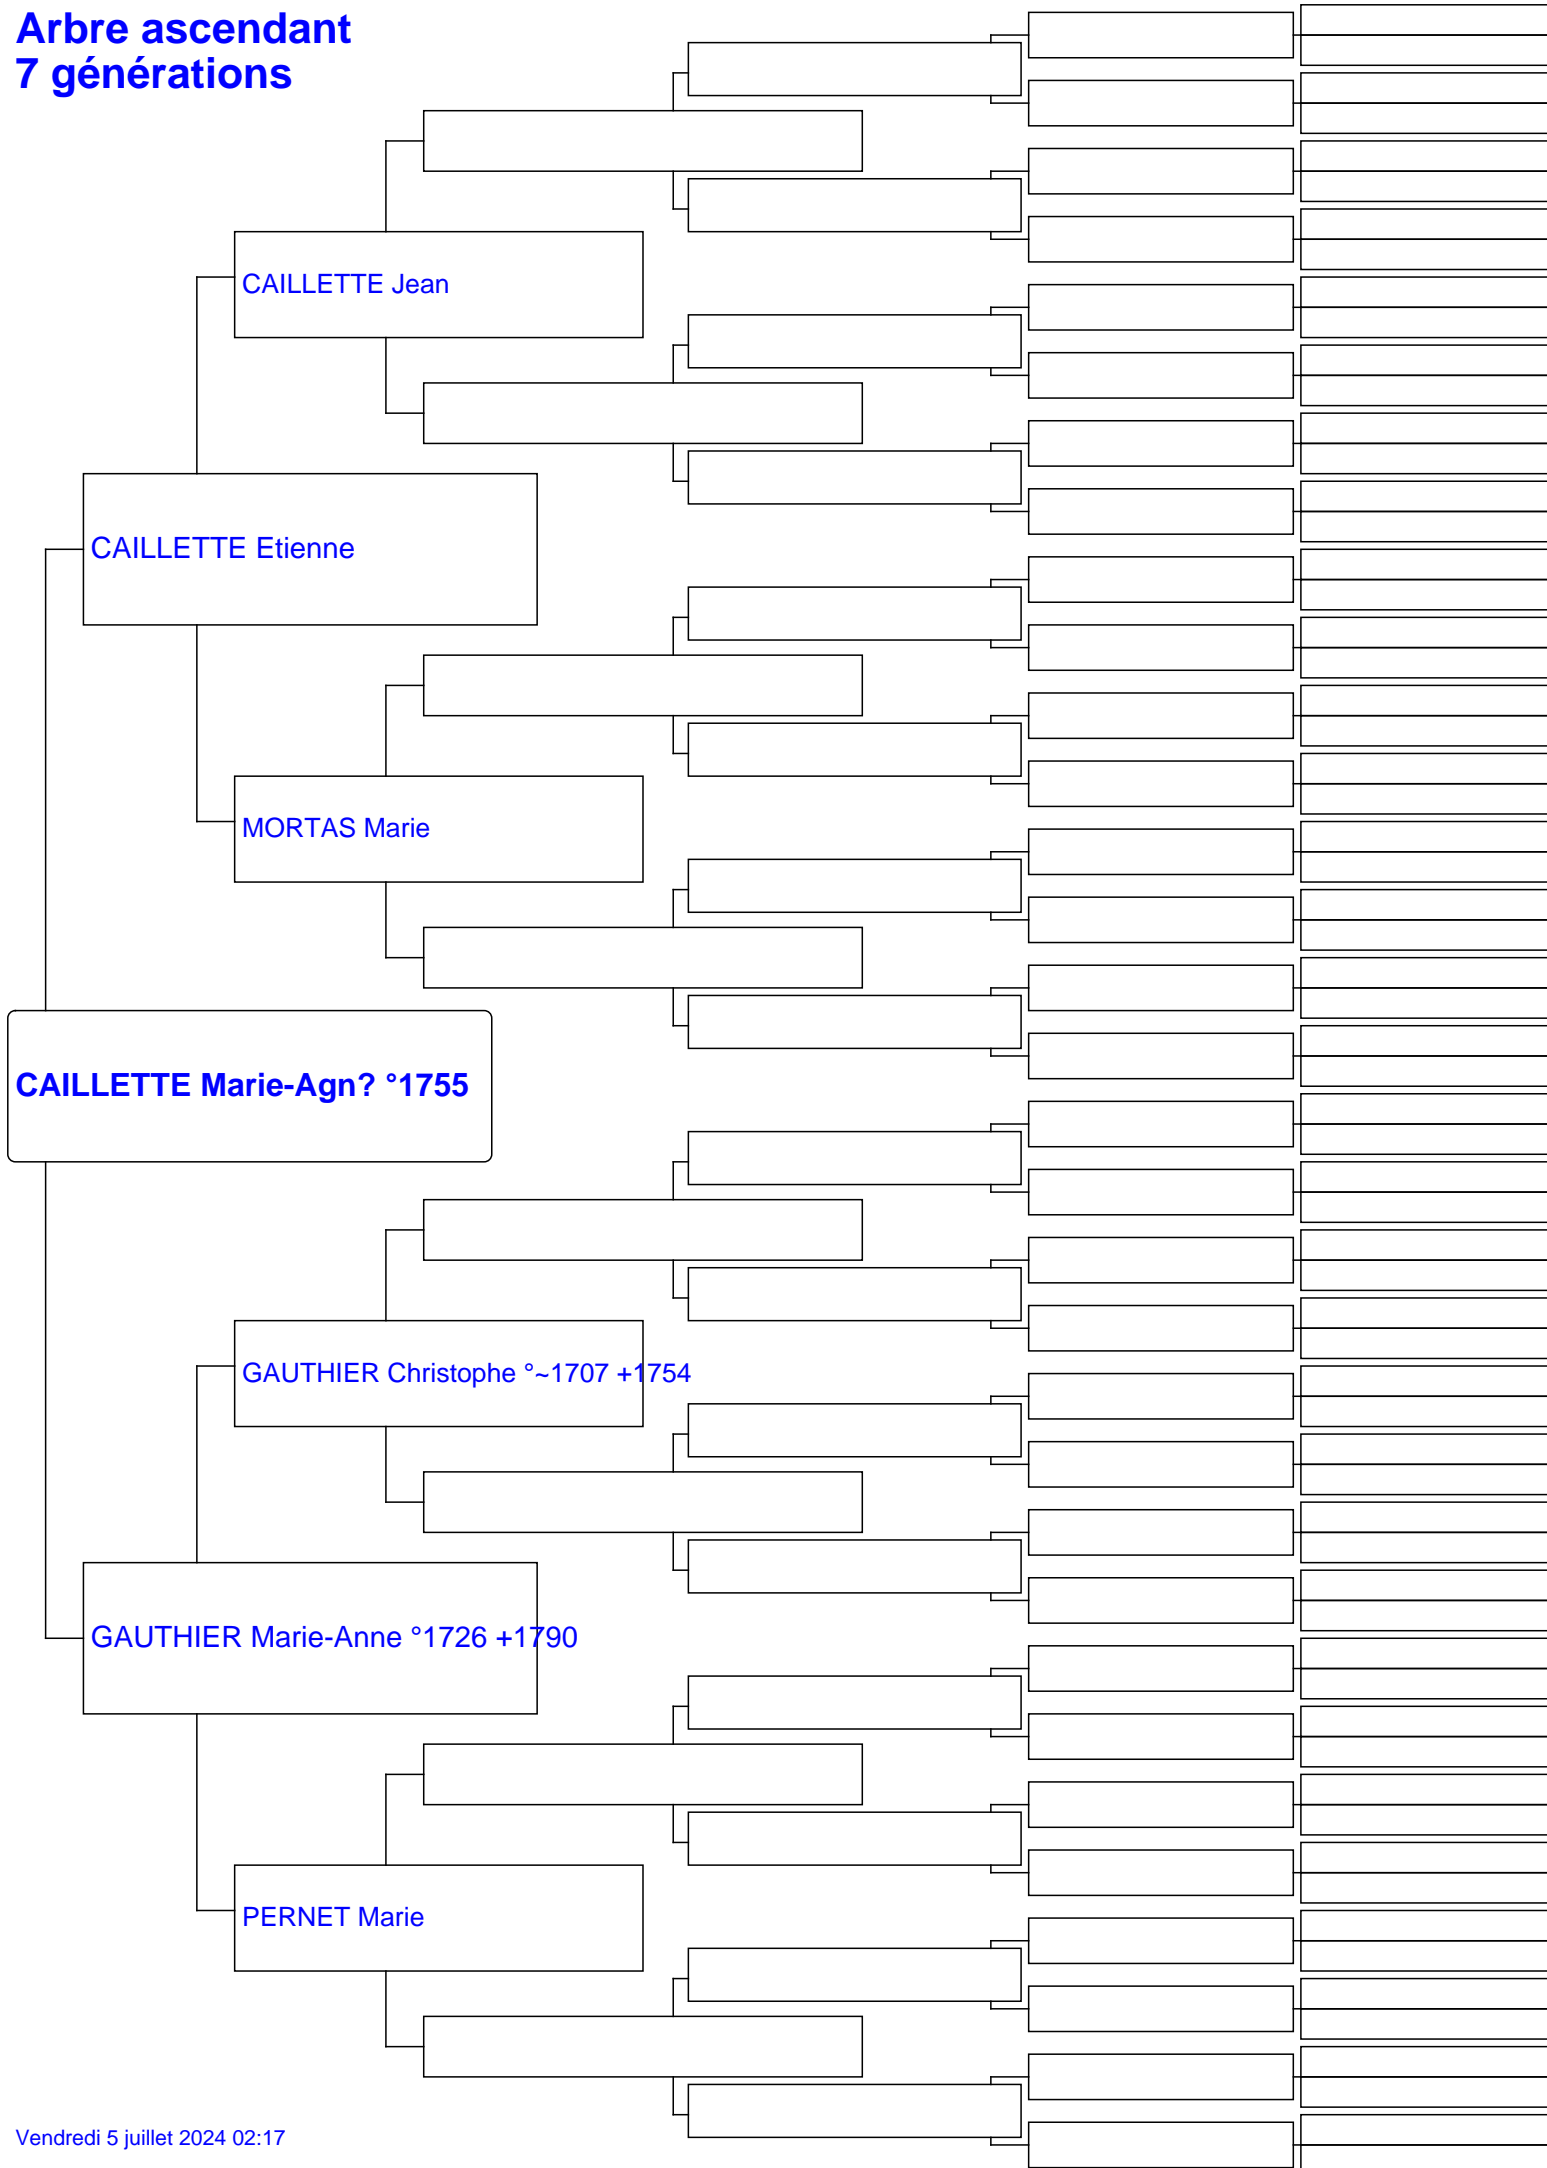 Arbre ascendant
7 générations
CAILLETTE Jean
CAILLETTE Etienne
MORTAS Marie
CAILLETTE Marie-Agn? °1755
GAUTHIER Christophe °~1707 +1754
GAUTHIER Marie-Anne °1726 +1790
PERNET Marie
Vendredi 5 juillet 2024 02:17